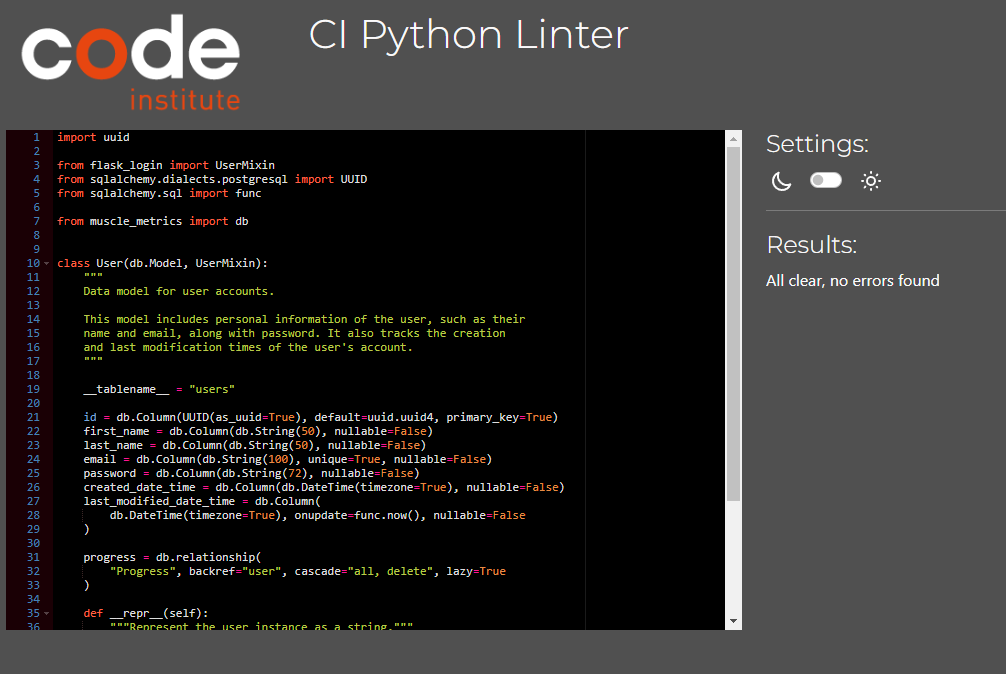 code
institute
CI Python Linter
1 import uuid
2
3 from flask_login import UserMixin
4 from sqlalchemy.dialects.postgresql import UUID
5 from sqlalchemy.sql import func
6
7 from muscle_metrics import db
8
9
10 class User(db.Model, UserMixin):
11     """
12     Data model for user accounts.
13
14     This model includes personal information of the user, such as their
15     name and email, along with password. It also tracks the creation
16     and last modification times of the user's account.
17     """
18
19     __tablename__ = "users"
20
21     id = db.Column(UUID(as_uuid=True), default=uuid.uuid4, primary_key=True)
22     first_name = db.Column(db.String(50), nullable=False)
23     last_name = db.Column(db.String(50), nullable=False)
24     email = db.Column(db.String(100), unique=True, nullable=False)
25     password = db.Column(db.String(72), nullable=False)
26     created_date_time = db.Column(db.DateTime(timezone=True), nullable=False)
27     last_modified_date_time = db.Column(
28         db.DateTime(timezone=True), onupdate=func.now(), nullable=False
29     )
30
31     progress = db.relationship(
32         "Progress", backref="user", cascade="all, delete", lazy=True
33     )
34
35     def __repr__(self):
36         """Represent the user instance as a string."""
Settings:
Results:
All clear, no errors found